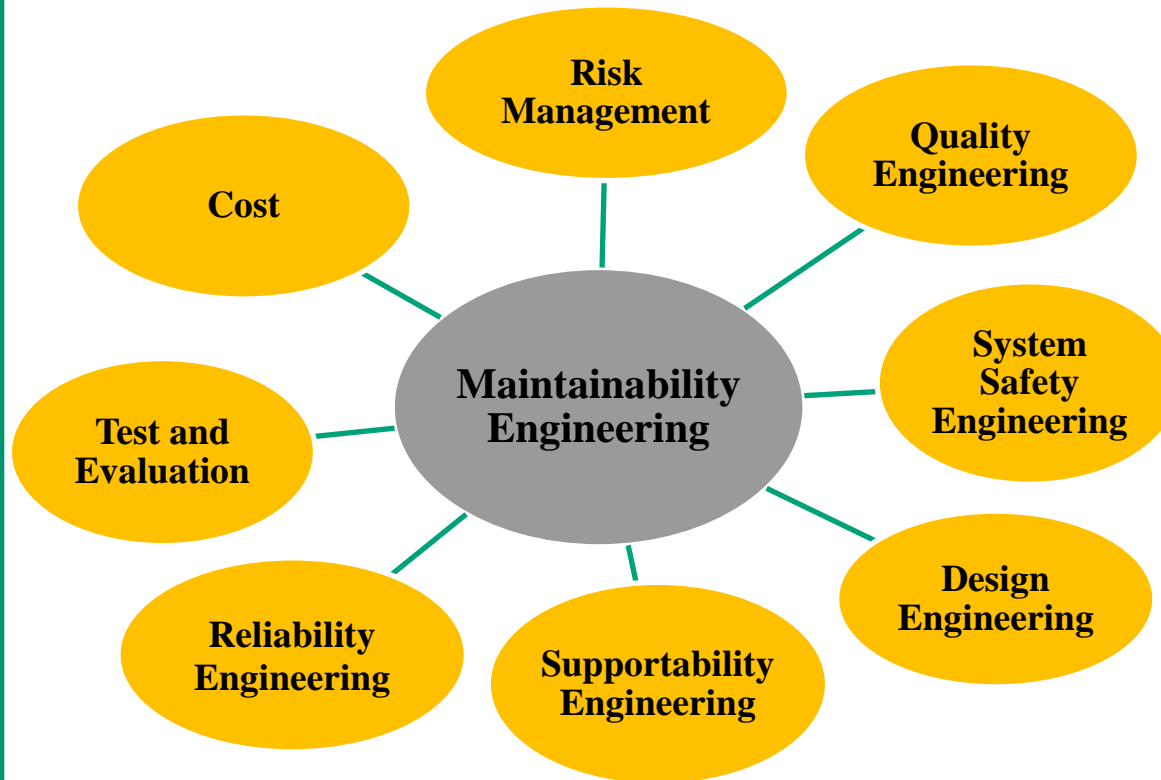 Risk
Management
Quality
Engineering
Cost
System
Safety
Engineering
Maintainability
Engineering
Test and
Evaluation
Design
Engineering
Reliability
Engineering
Supportability
Engineering